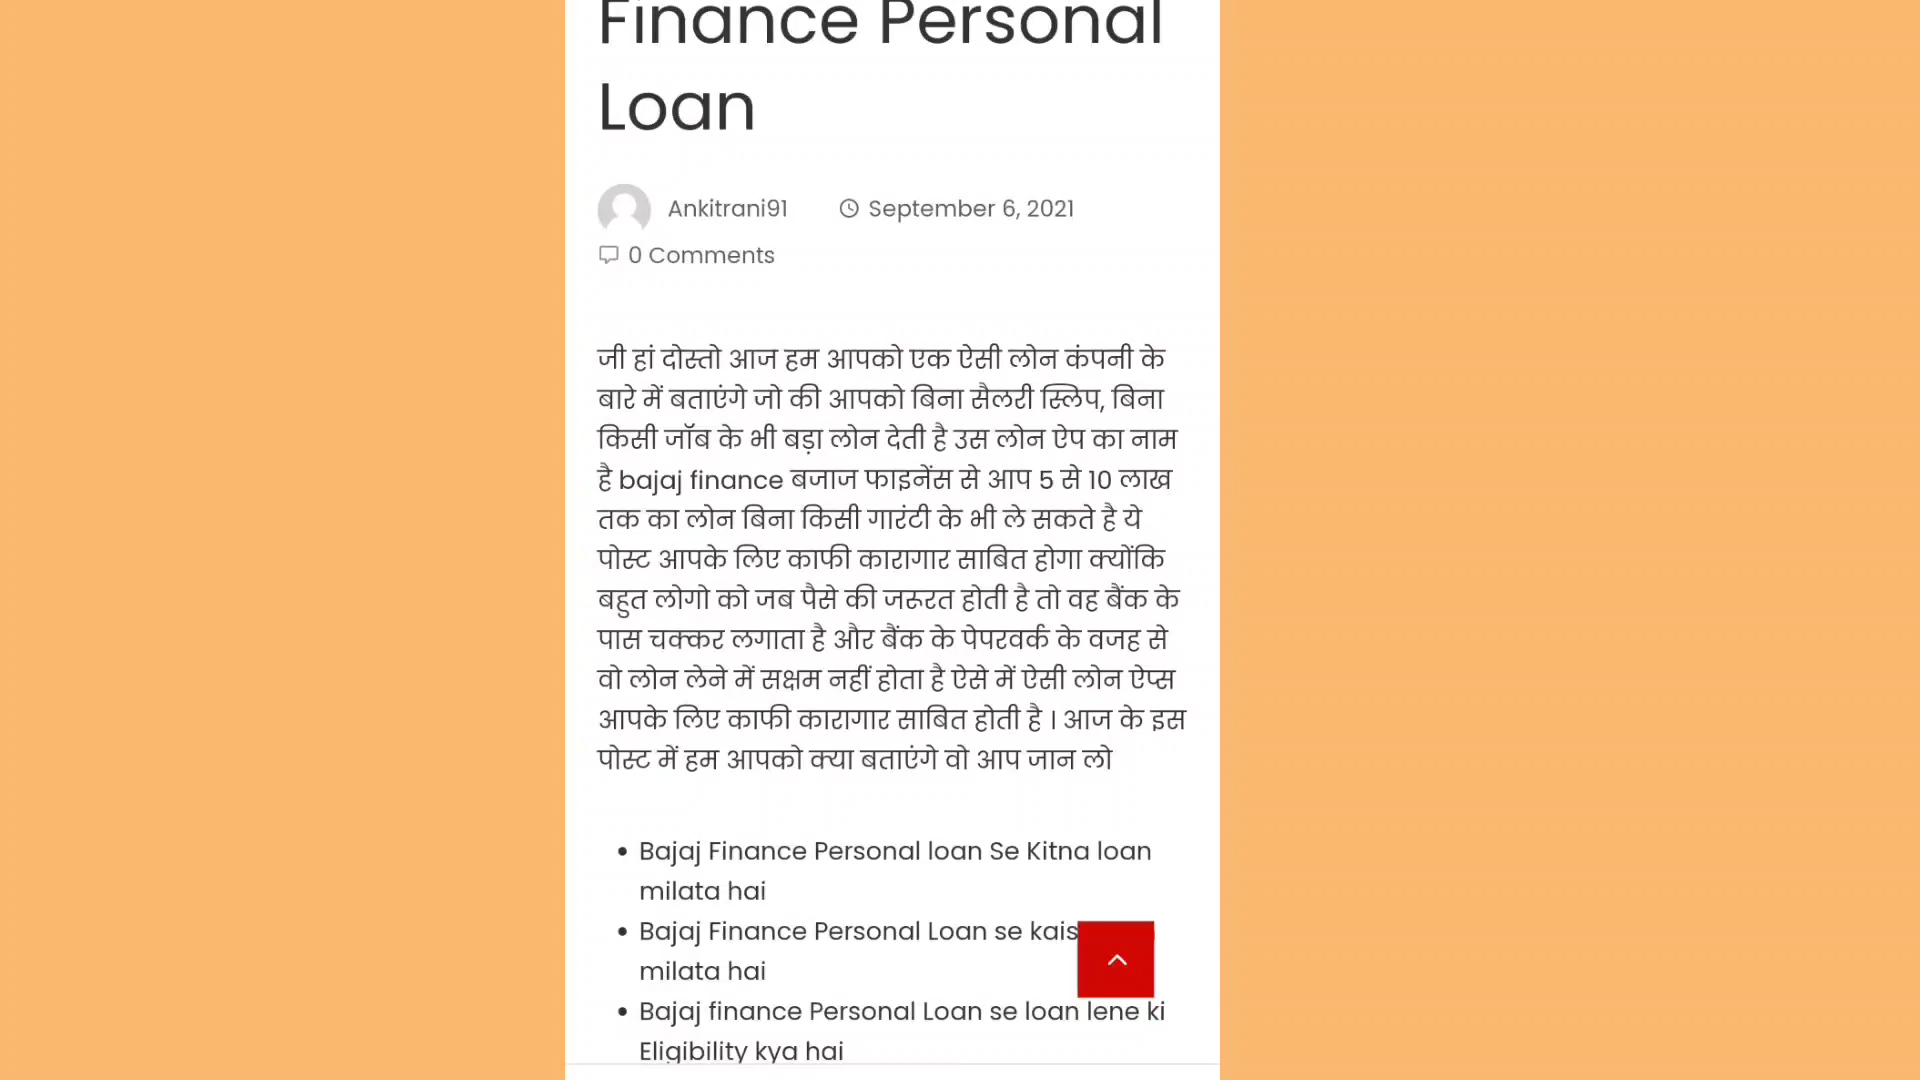 Finance Personal
Loan
Ankitrani91 September 6, 2021
0 Comments
जी हां दोस्तो आज हम आपको एक ऐसी लोन कंपनी के
बारे में बताएंगे जो की आपको बिना सैलरी स्लिप, बिना
किसी जॉब के भी बड़ा लोन देती है उस लोन ऐप का नाम
है bajaj finance बजाज फाइनेंस से आप 5 से 10 लाख
तक का लोन बिना किसी गारंटी के भी ले सकते है ये
पोस्ट आपके लिए काफी कारागार साबित होगा क्योंकि
बहुत लोगो को जब पैसे की जरूरत होती है तो वह बैंक के
पास चक्कर लगाता है और बैंक के पेपरवर्क के वजह से
वो लोन लेने में सक्षम नहीं होता है ऐसे में ऐसी लोन ऐप्स
आपके लिए काफी कारागार साबित होती है । आज के इस
पोस्ट में हम आपको क्या बताएंगे वो आप जान लो
• Bajaj Finance Personal loan Se Kitna loan
milata hai
• Bajaj Finance Personal Loan se
milata hai
• Bajaj finance Personal Loan se loan lene ki
Eligibility kya hai